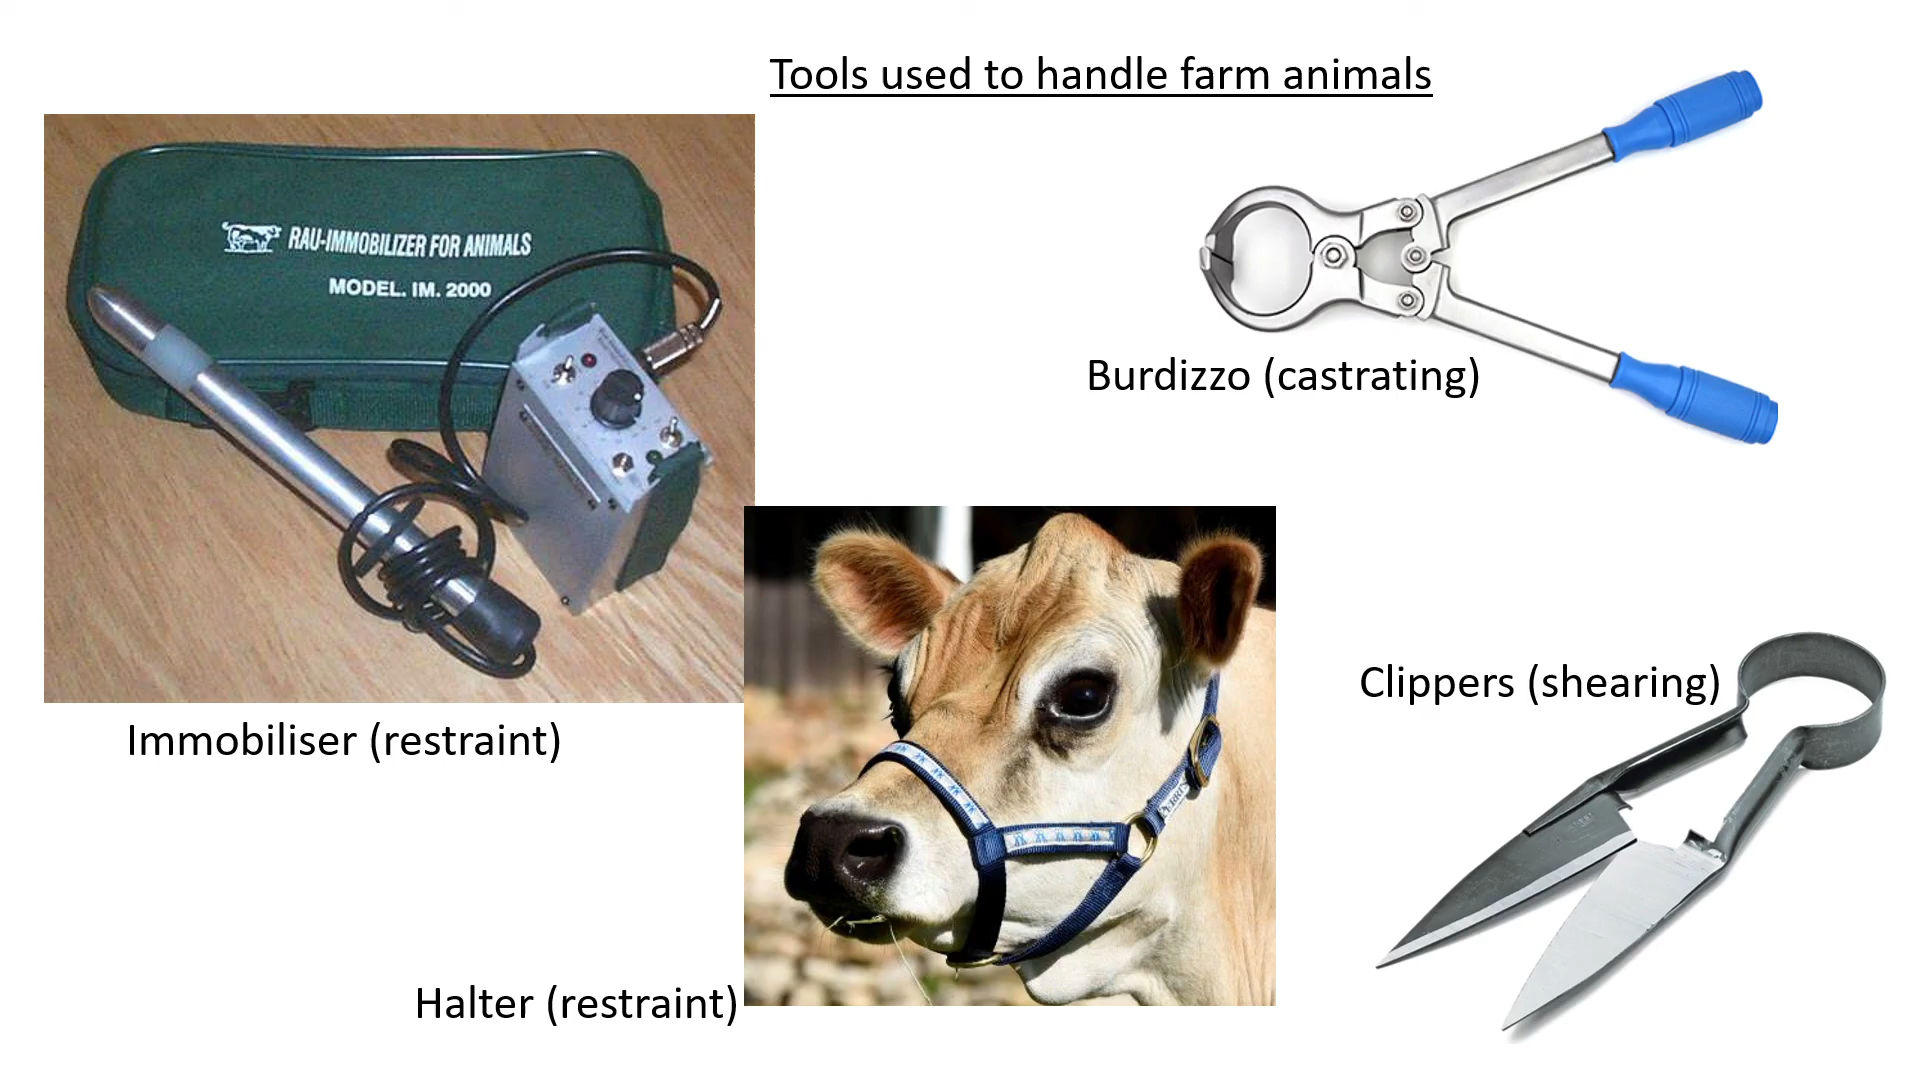 Tools used to handle farm animals
RAU-IMMOBILIZER FOR ANIMALS
MODEL. IM. 2000
Burdizzo (castrating)
Immobiliser (restraint)
Clippers (shearing)
Halter (restraint)